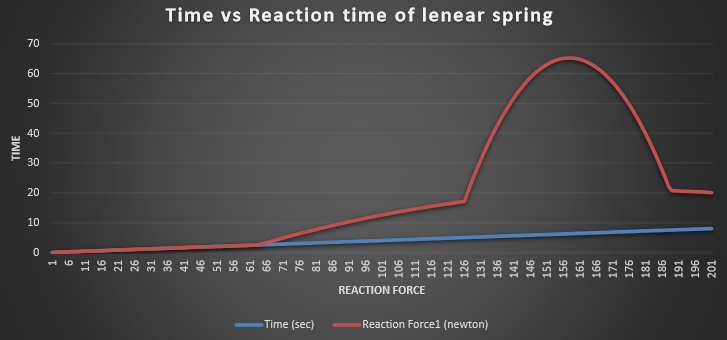 Time vs Reaction time of lenear spring
70
60
50
40
30
20
10
0
TIME
1 6 11 16 21 26 31 36 41 46 51 56 61 66 71 76 81 86 91 96 101 106 111 116 121 126 131 136 141 146 151 156 161 166 171 176 181 186 191 196 201
REACTION FORCE
Time (sec) Reaction Force1 (newton)